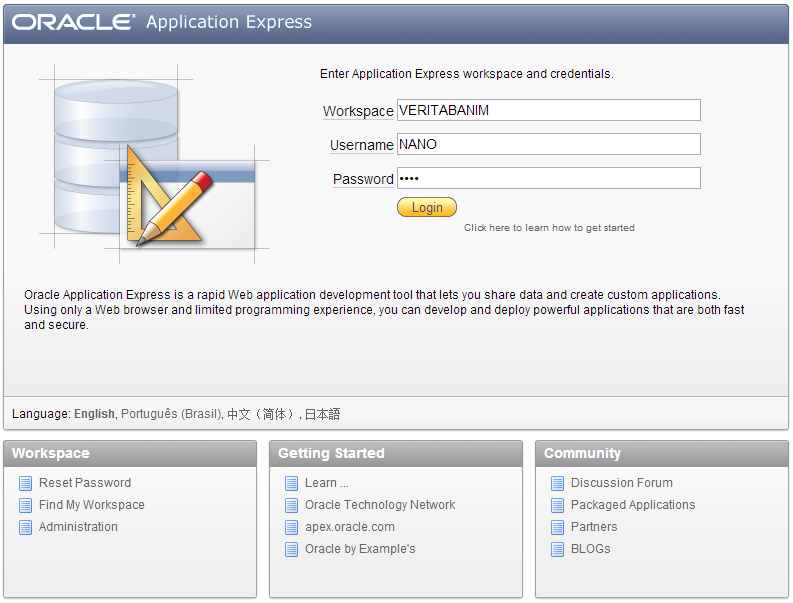 ORACLE® Application Express
Enter Application Express workspace and credentials.
Workspace VERITABANIM
Username NANO
Password ••••
Login
Click here to learn how to get started
Oracle Application Express is a rapid Web application development tool that lets you share data and create custom applications.
Using only a Web browser and limited programming experience, you can develop and deploy powerful applications that are both fast
and secure.
Language: English, Português (Brasil), 中文（简体）, 日本語
Workspace
Reset Password
Find My Workspace
Administration
Getting Started
Learn ...
Oracle Technology Network
apex.oracle.com
Oracle by Example's
Community
Discussion Forum
Packaged Applications
Partners
BLOGs